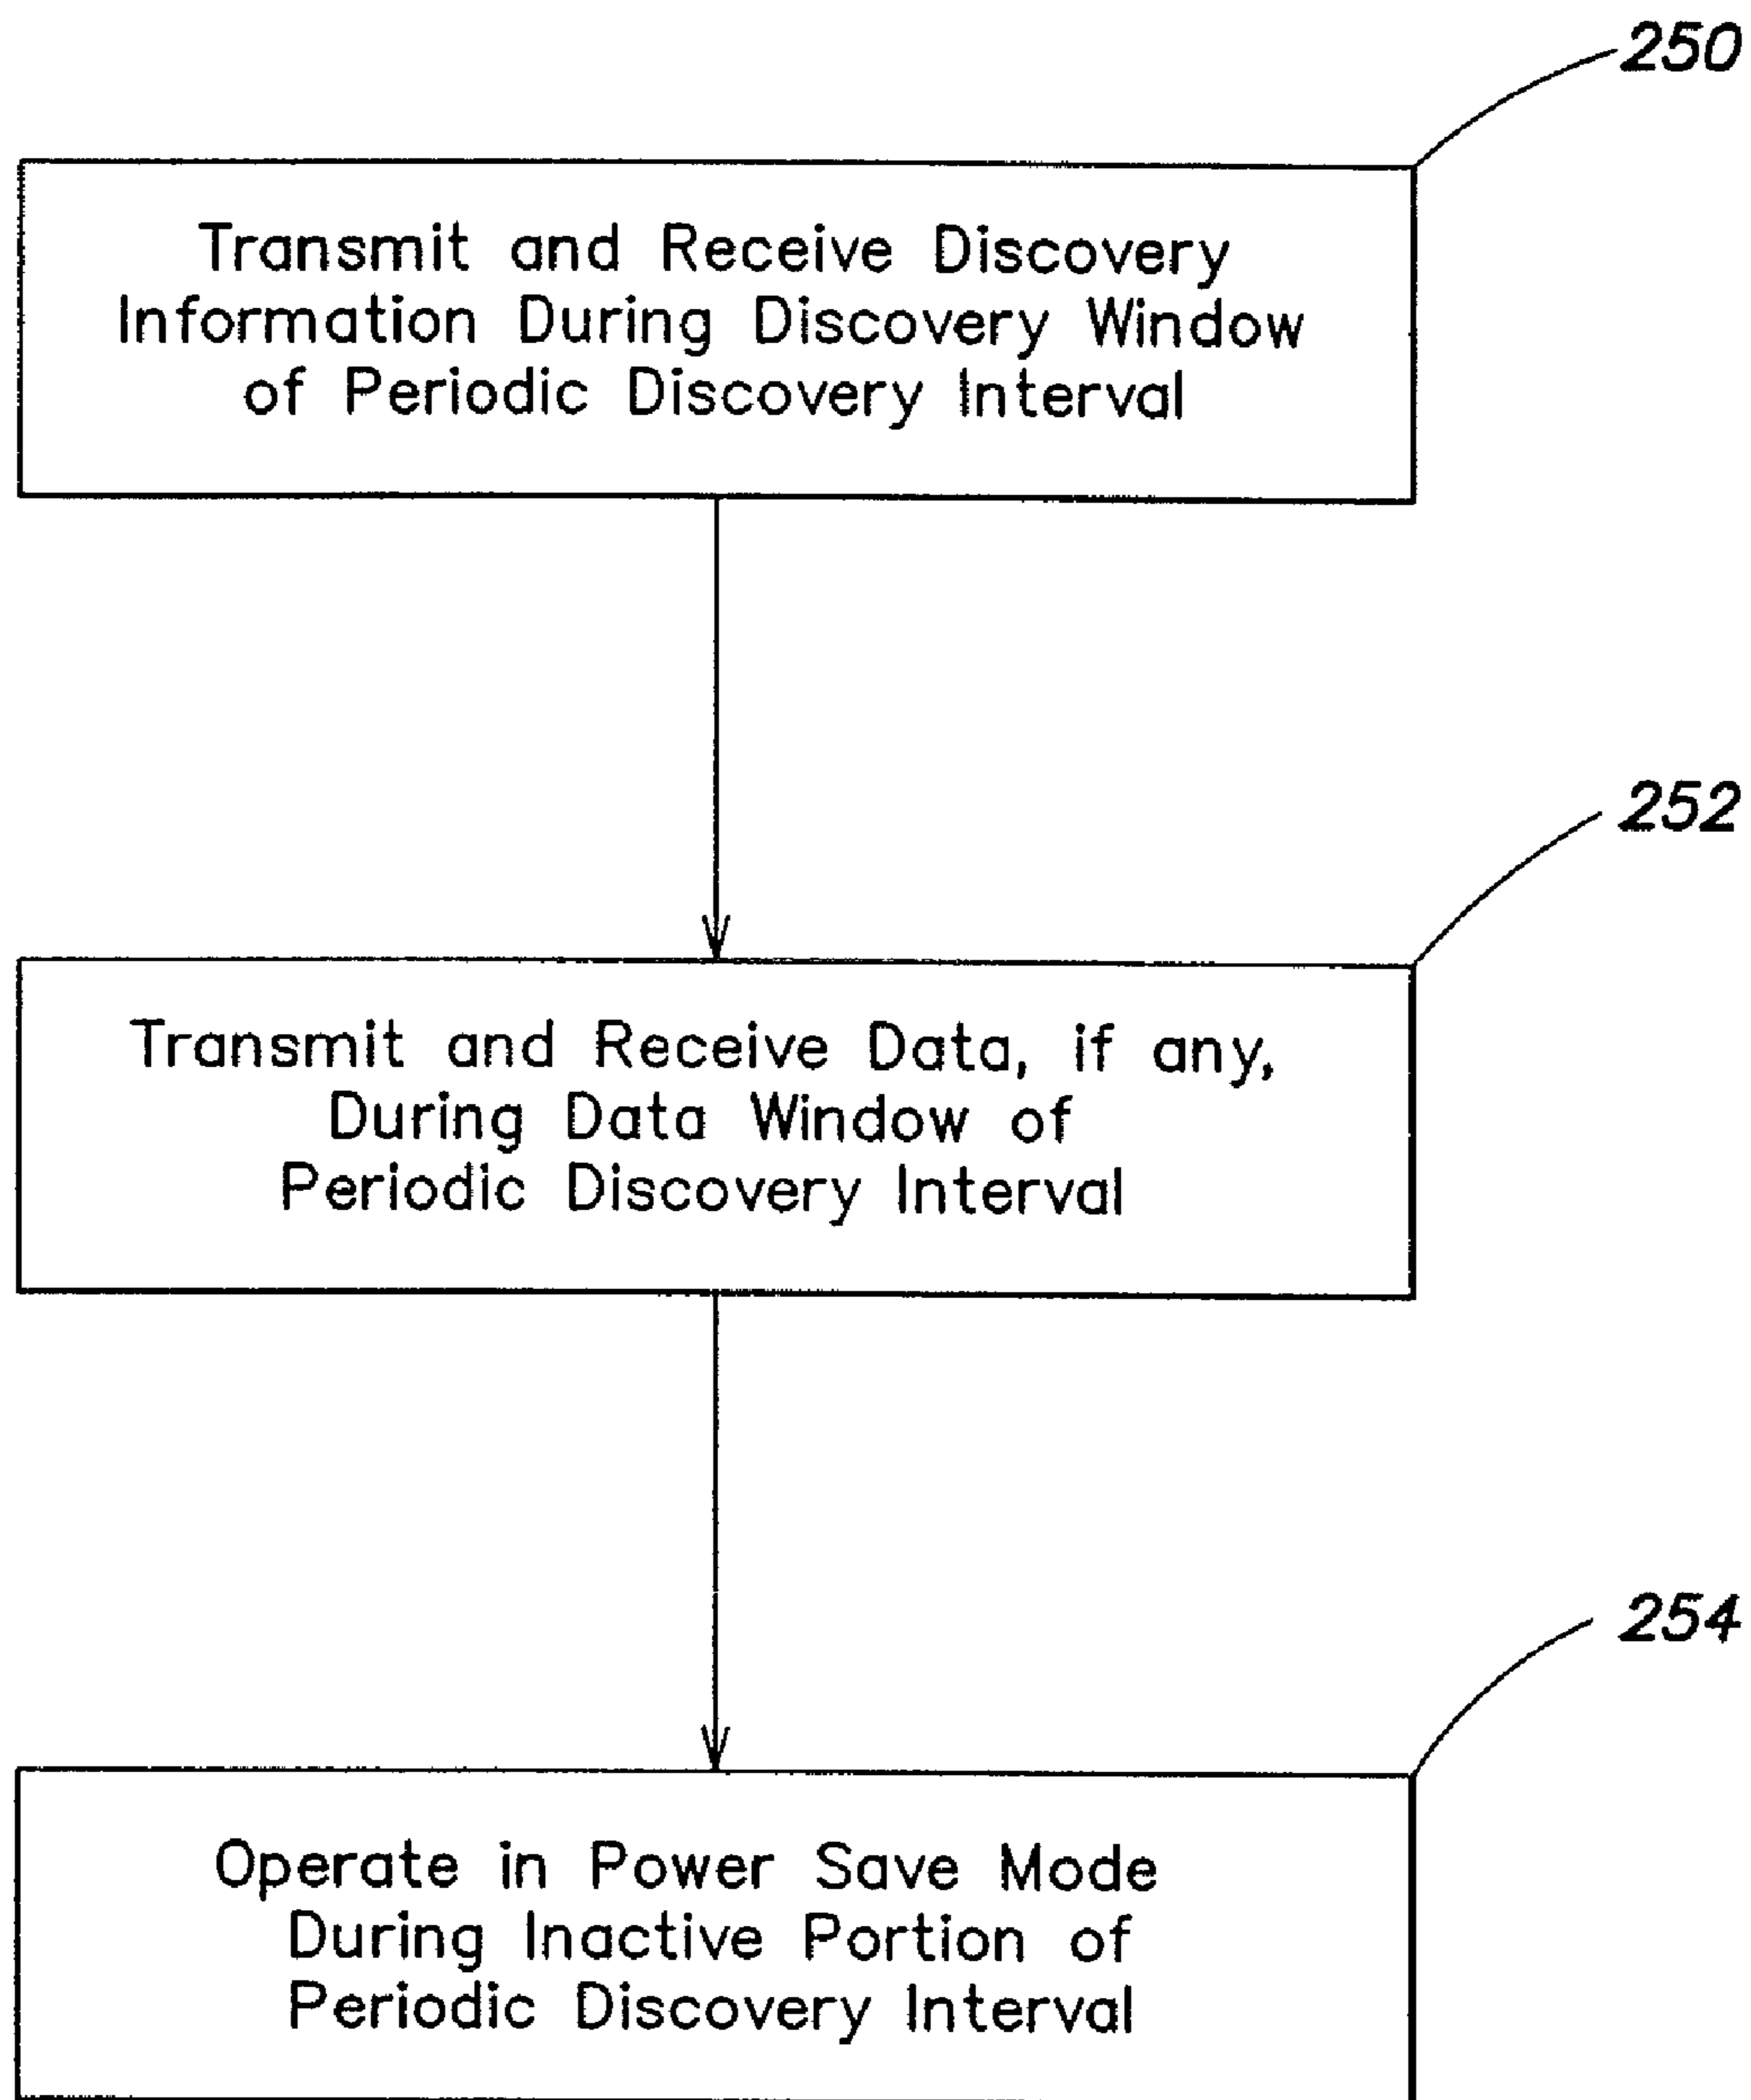 250
Transmit and Receive Discovery
Information During Discovery Window
of Periodic Discovery Interval
252
Transmit and Receive Data, if any,
During Data Window of
Periodic Discovery Interval
254
Operate in Power Save Mode
During Inactive Portion of
Periodic Discovery Interval